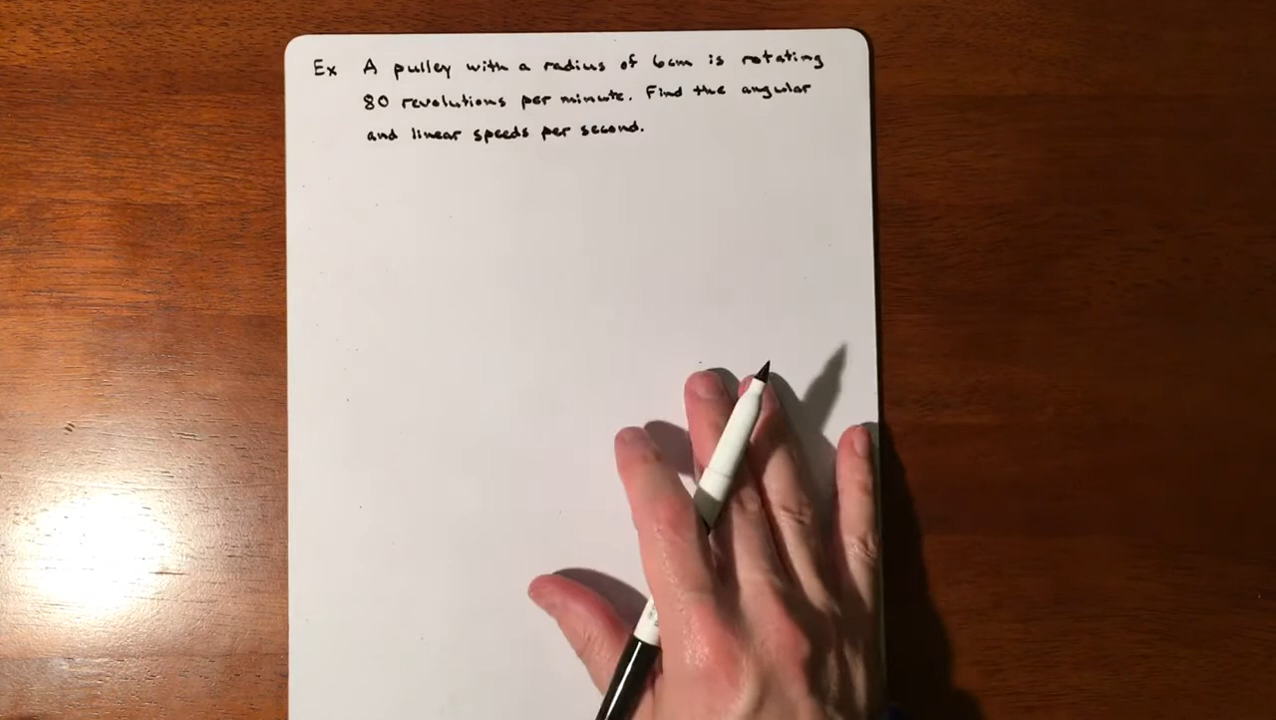 Ex A pulley with a radius of 6cm is rotating
80 revolutions per minute. Find the angular
and linear speeds per second.